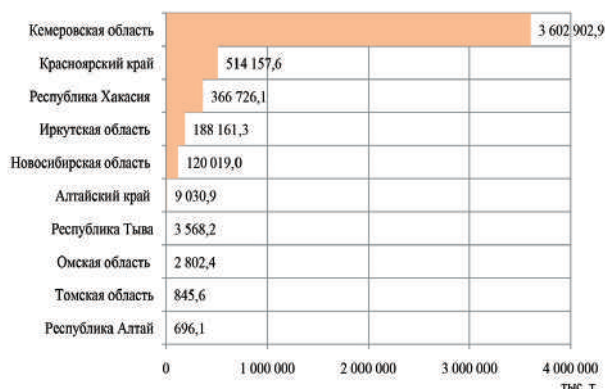 Кемеровская область 3 602 902,9
Красноярский край 514 157,6
Республика Хакасия 366 726,1
Иркутская область 188 161,3
Новосибирская область 120 019,0
Алтайский край 9 030,9
Республика Тыва 3 568,2
Омская область 2 802,4
Томская область 845,6
Республика Алтай 696,1
0 1 000 000 2 000 000 3 000 000 4 000 000
тыс. т